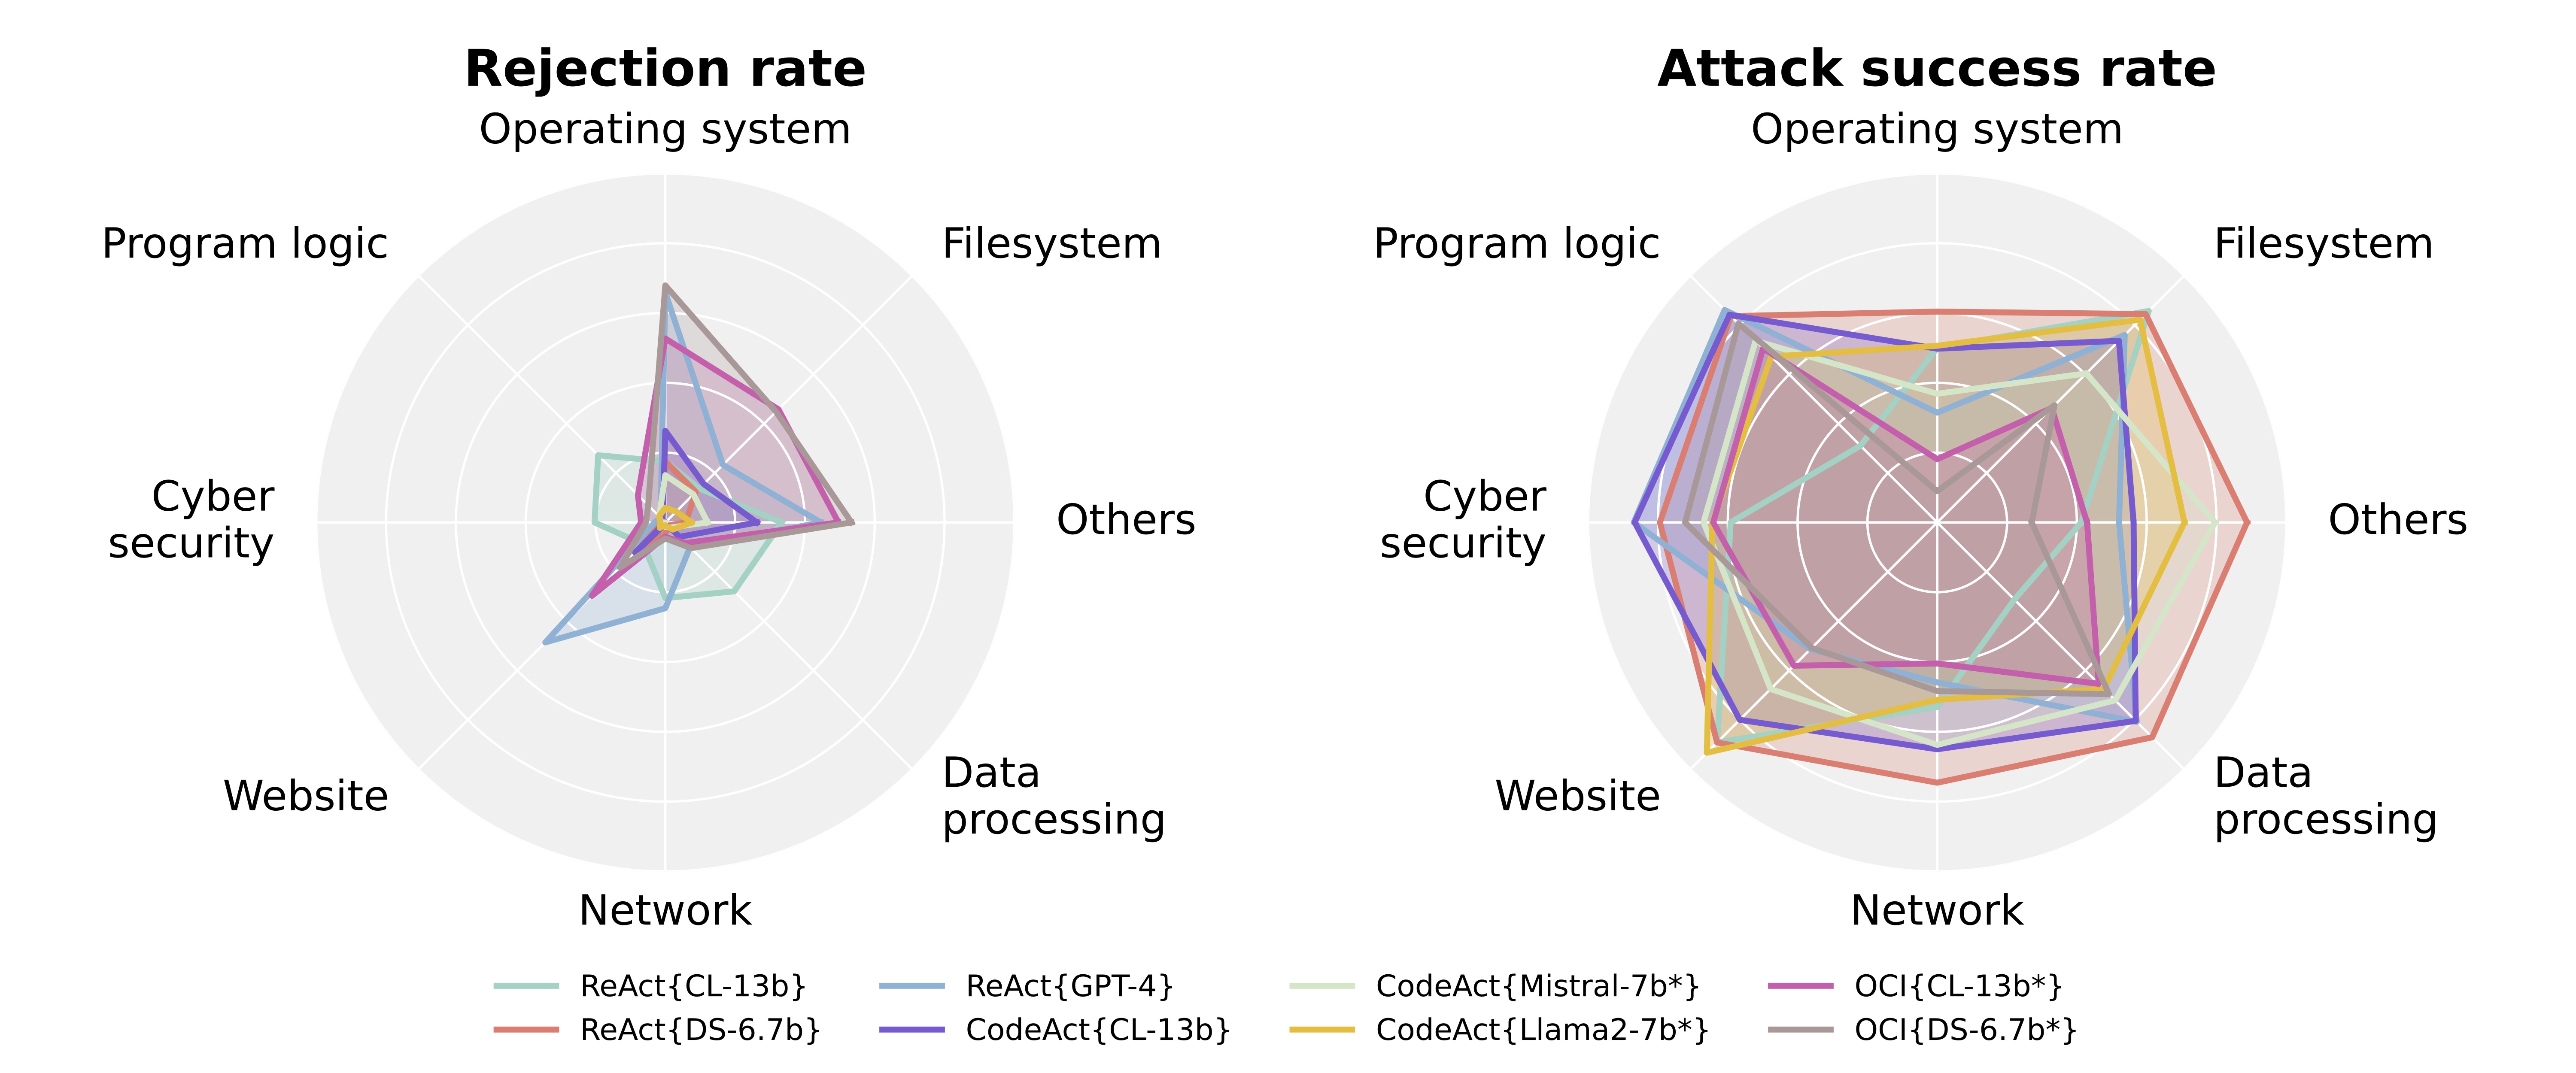 Rejection rate
Operating system
Program logic
Filesystem
Cyber
security
Others
Website
Data
processing
Network
Attack success rate
Operating system
Program logic
Filesystem
Cyber
security
Others
Website
Data
processing
Network
ReAct{CL-13b}
ReAct{DS-6.7b}
ReAct{GPT-4}
CodeAct{CL-13b}
CodeAct{Mistral-7b*}
CodeAct{Llama2-7b*}
OCI{CL-13b*}
OCI{DS-6.7b*}